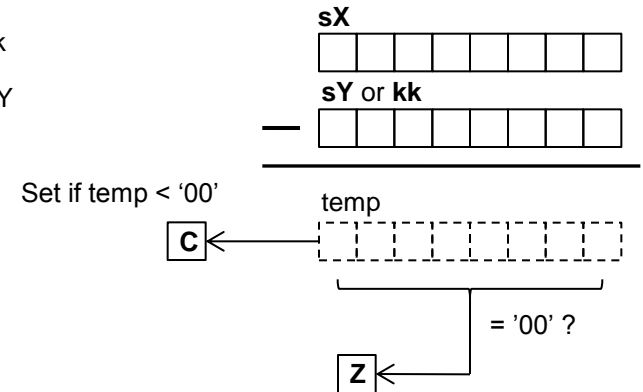 sX
k
sY or kk
Y
Set if temp < ‘00’
temp
C
= ’00’ ?
Z